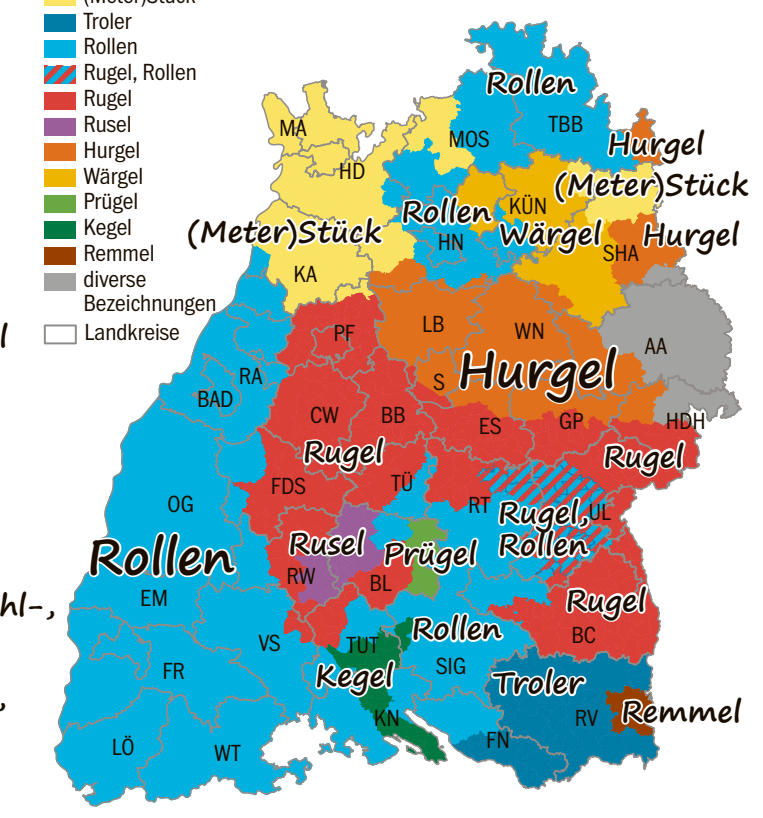 (Meter)Stück
Troler
Rollen
Rugel, Rollen
Rugel
Rusel
Hurgel
Wärgel
Prügel
Kegel
Remmel
diverse
Bezeichnungen
Landkreise
Rollen
MA
MOS
TBB
Hurgel
HD
(Meter)Stück
KÜN
Rollen
(Meter)Stück
HN
Wärgel
Hurgel
SHA
KA
LB
WN
PF
AA
Hurgel
S
RA
BAD
CW
BB
ES
GP
HDH
Rugel
Rugel
TÜ
FDS
OG
RT
Rugel,
UL
Rollen
Rusel
Prügel
Rollen
RW
BL
hl-,
EM
Rugel
BC
Rollen
VS
TUT
SIG
FR
Kegel
Troler
Remmel
KN
RV
FN
LÖ
WT